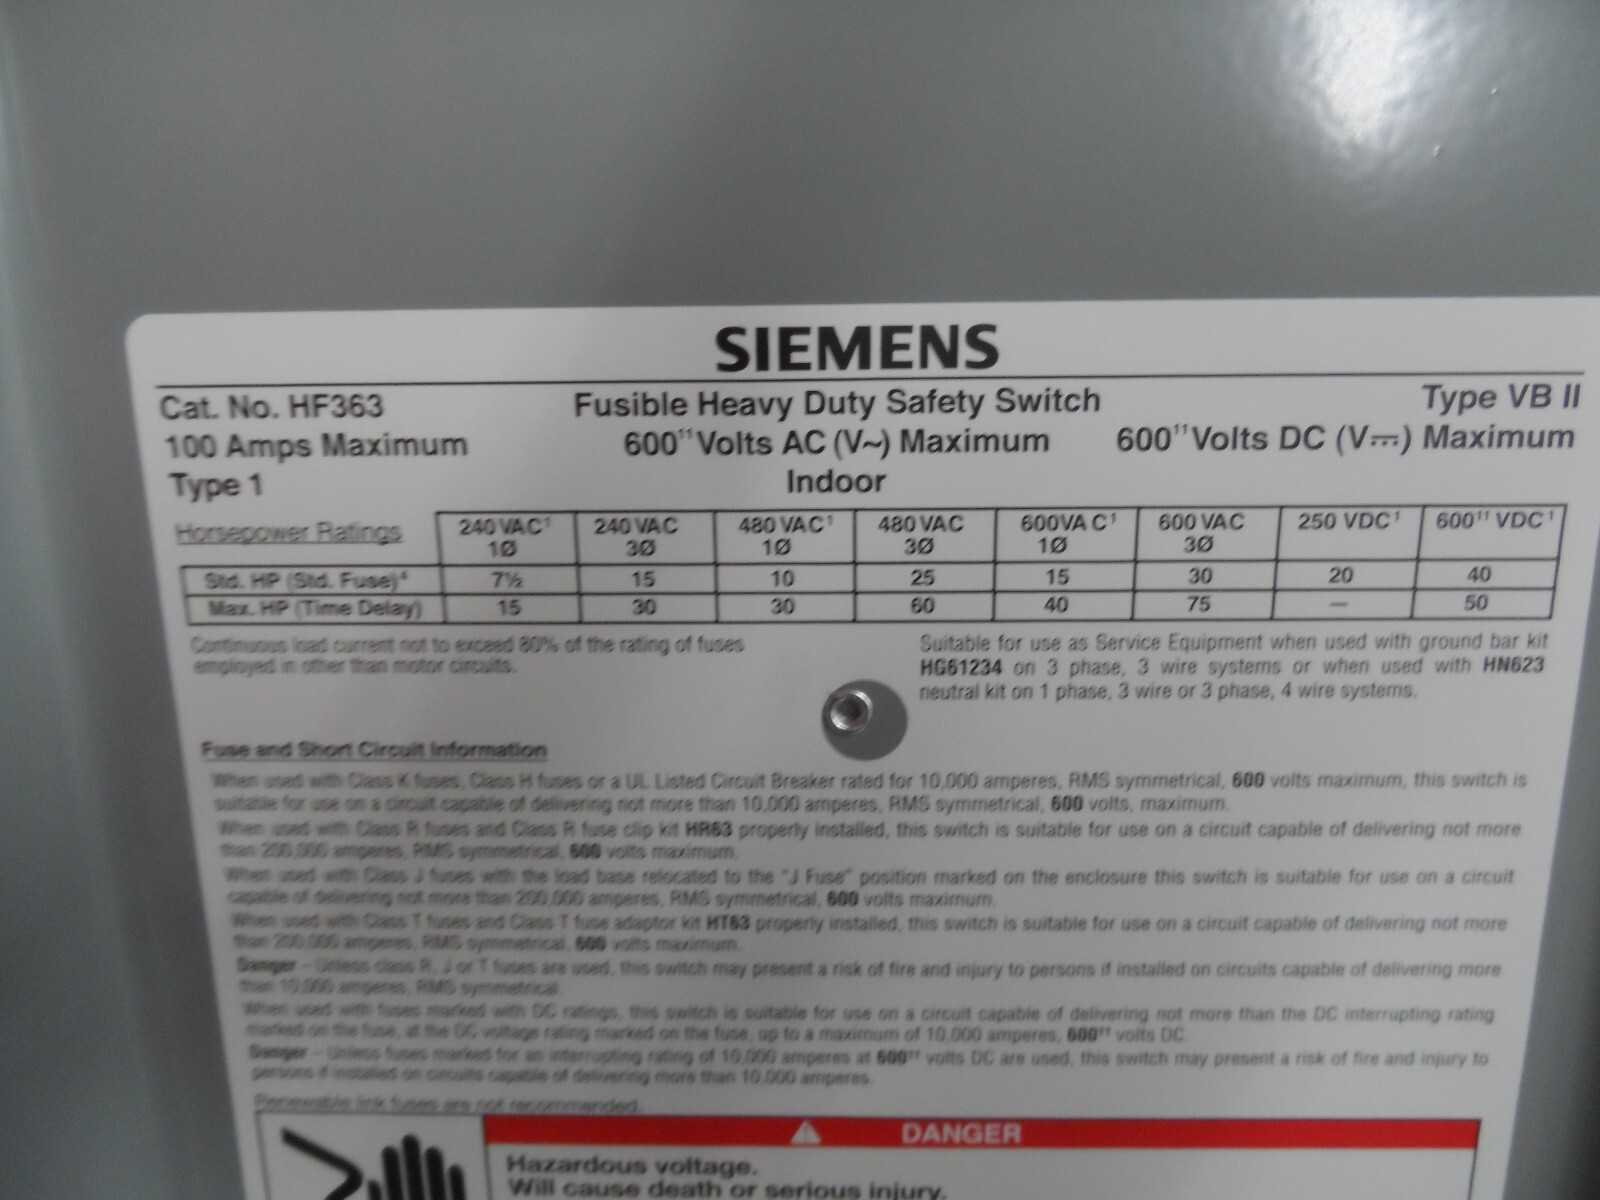 SIEMENS
Cat. No. HF363 Fusible Heavy Duty Safety Switch Type VB II
100 Amps Maximum 600¹¹ Volts AC (V~) Maximum 600¹¹ Volts DC (V⎓) Maximum
Type 1 Indoor
Horsepower Ratings 240 VAC¹ 1Ø 240 VAC 3Ø 480 VAC¹ 1Ø 480 VAC 3Ø 600VA C¹ 1Ø 600 VAC 3Ø 250 VDC¹ 600¹¹ VDC¹
Std. HP (Std. Fuse)⁴ 7½ 15 10 25 15 30 20 40
Max. HP (Time Delay) 15 30 30 60 40 75 — 50
Continuous load current not to exceed 80% of the rating of fuses
employed in other than motor circuits.
Suitable for use as Service Equipment when used with ground bar kit
HG61234 on 3 phase, 3 wire systems or when used with HN623
neutral kit on 1 phase, 3 wire or 3 phase, 4 wire systems.
Fuse and Short Circuit Information
When used with Class K fuses, Class H fuses or a UL Listed Circuit Breaker rated for 10,000 amperes, RMS symmetrical, 600 volts maximum, this switch is
suitable for use on a circuit capable of delivering not more than 10,000 amperes, RMS symmetrical, 600 volts, maximum.
When used with Class R fuses and Class R fuse clip kit HR63 properly installed, this switch is suitable for use on a circuit capable of delivering not more
than 200,000 amperes, RMS symmetrical, 600 volts maximum.
When used with Class J fuses with the load base relocated to the "J Fuse" position marked on the enclosure this switch is suitable for use on a circuit
capable of delivering not more than 200,000 amperes, RMS symmetrical, 600 volts maximum.
When used with Class T fuses and Class T fuse adaptor kit HT63 properly installed, this switch is suitable for use on a circuit capable of delivering not more
than 200,000 amperes, RMS symmetrical, 600 volts maximum.
Danger – Unless class R, J or T fuses are used, this switch may present a risk of fire and injury to persons if installed on circuits capable of delivering more
than 10,000 amperes, RMS symmetrical.
When used with fuses marked with DC ratings, this switch is suitable for use on a circuit capable of delivering not more than the DC interrupting rating
marked on the fuse, at the DC voltage rating marked on the fuse, up to a maximum of 10,000 amperes, 600¹¹ volts DC.
Danger – Unless fuses marked for an interrupting rating of 10,000 amperes at 600¹¹ volts DC are used, this switch may present a risk of fire and injury to
persons if installed on circuits capable of delivering more than 10,000 amperes.
Renewable link fuses are not recommended.
DANGER
Hazardous voltage.
Will cause death or serious injury.